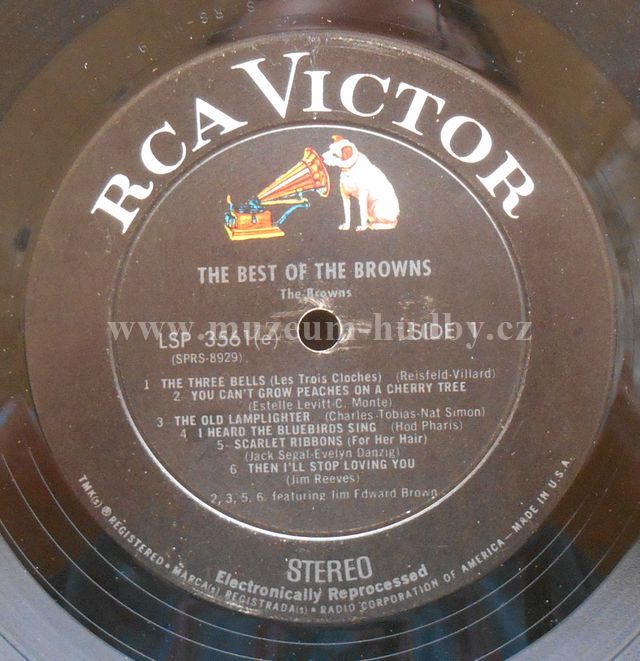 RCA VICTOR
THE BEST OF THE BROWNS
The Browns
www.muzeum-hudby.cz
LSP-3561(e) SIDE 1
(SPRS-8929)
1 THE THREE BELLS (Les Trois Cloches) (Reisfeld-Villard)
2 YOU CAN'T GROW PEACHES ON A CHERRY TREE
(Estelle Levitt-C. Monte)
3 THE OLD LAMPLIGHTER (Charles-Tobias-Nat Simon)
4 I HEARD THE BLUEBIRDS SING (Hod Pharis)
5- SCARLET RIBBONS (For Her Hair)
(Jack Segal-Evelyn Danzig)
6 THEN I'LL STOP LOVING YOU
(Jim Reeves)
2, 3, 5, 6, featuring Jim Edward Brown
STEREO
Electronically Reprocessed
TMK(s) ® REGISTERED • MARCA(s) REGISTRADA(s) • RADIO CORPORATION OF AMERICA—MADE IN U.S.A.